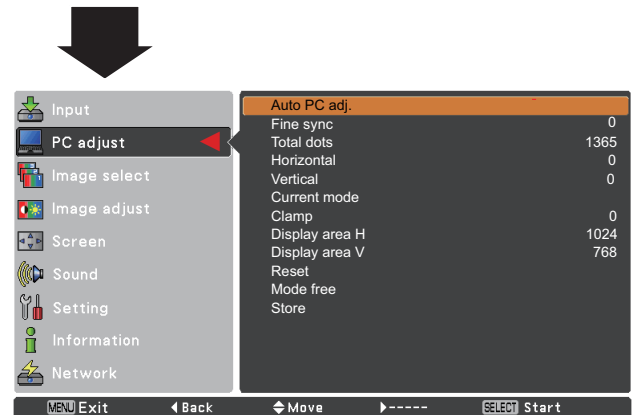 Input
PC adjust
Image select
Image adjust
Screen
Sound
Setting
Information
Network
Auto PC adj. -
Fine sync 0
Total dots 1365
Horizontal 0
Vertical 0
Current mode
Clamp 0
Display area H 1024
Display area V 768
Reset
Mode free
Store
MENU Exit Back Move ----- SELECT Start